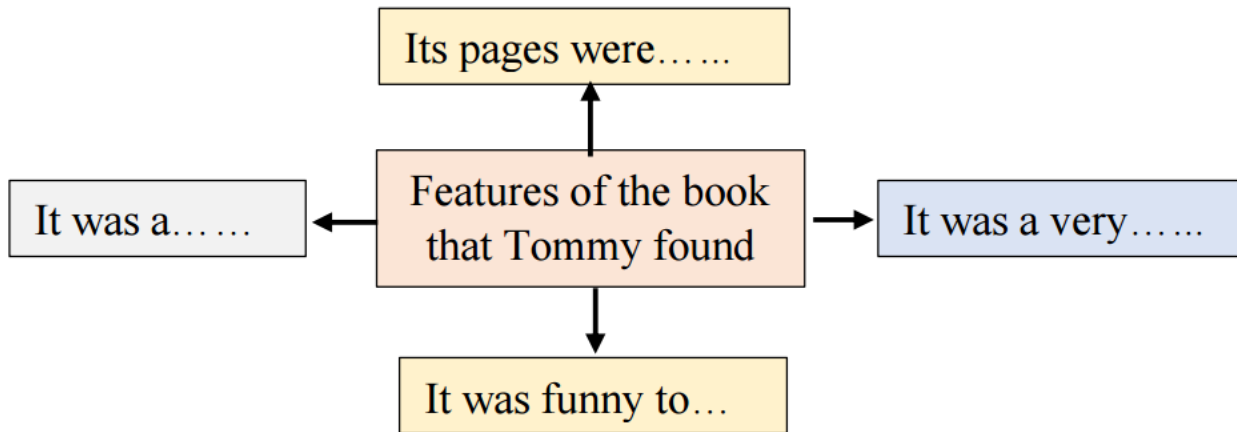 Its pages were…...
It was a……
Features of the book
that Tommy found
It was a very…...
It was funny to…